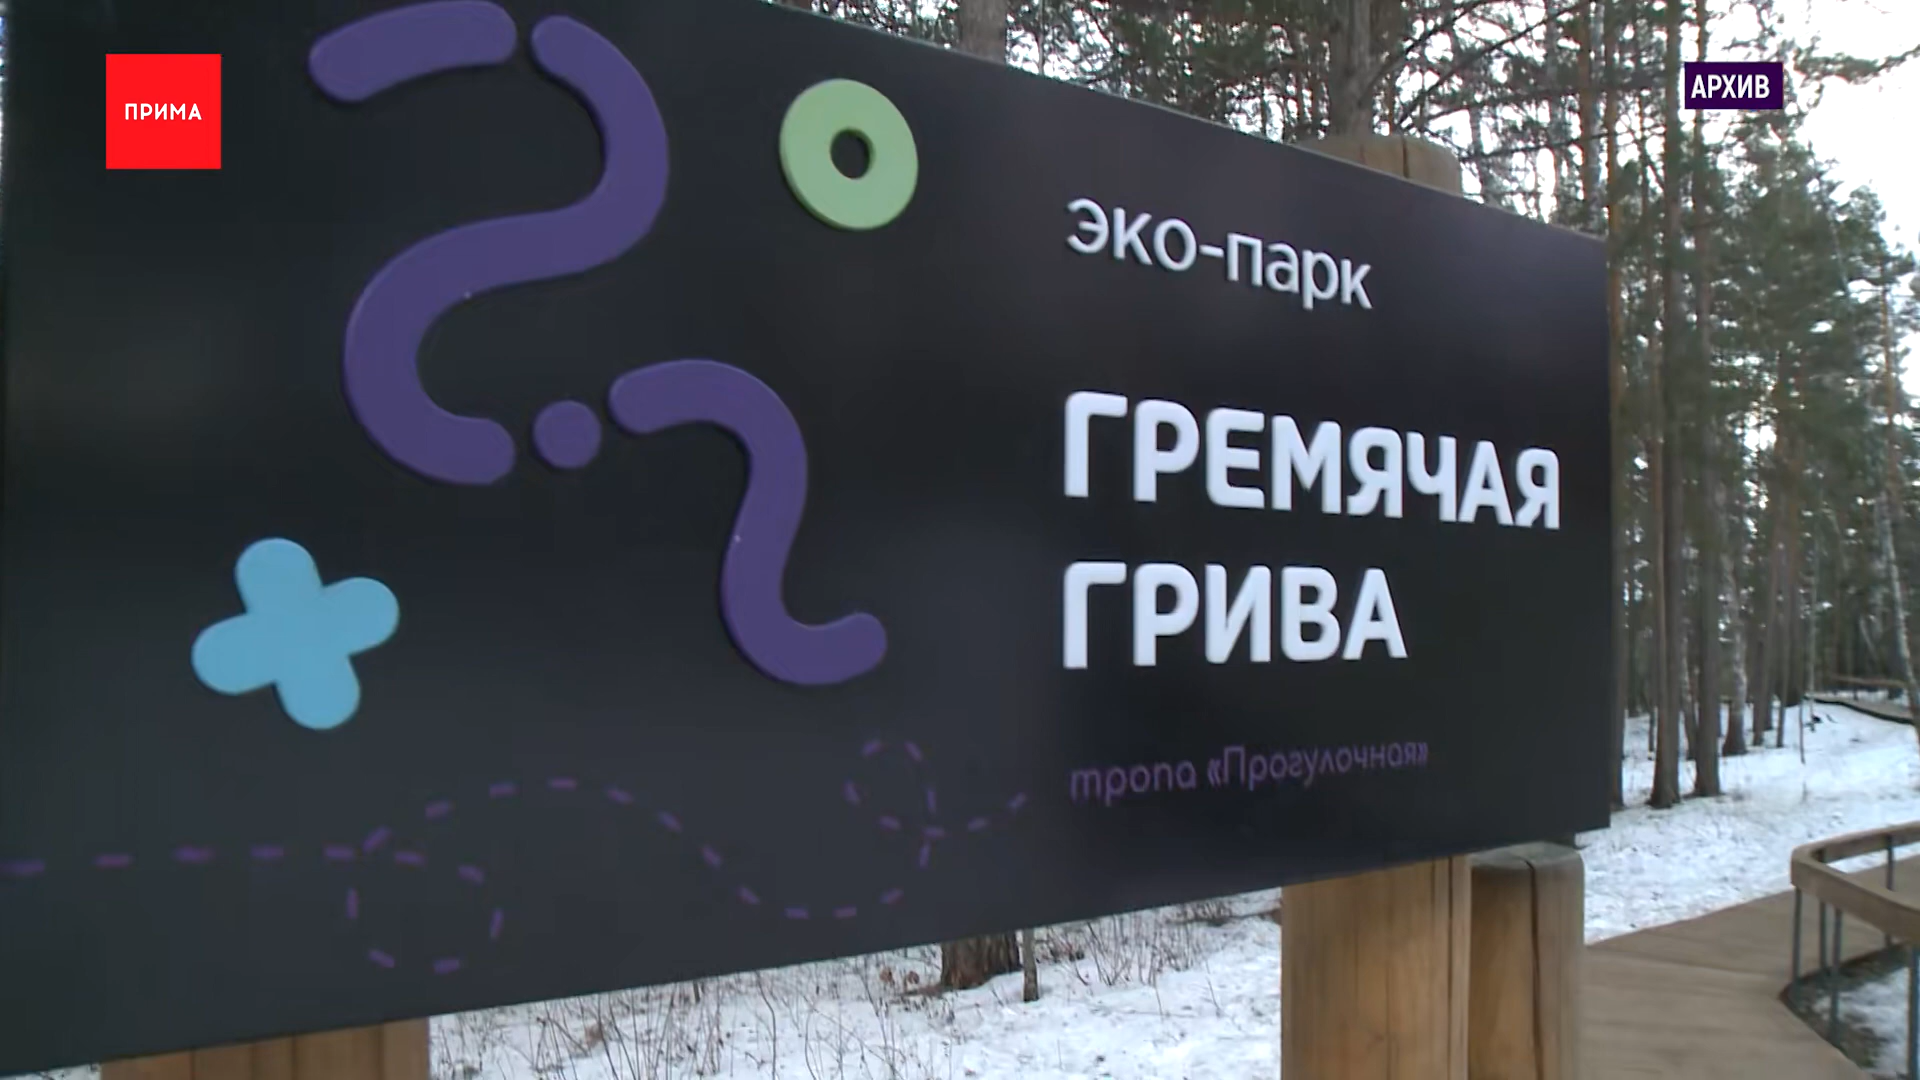 ПРИМА
АРХИВ
эко-парк
ГРЕМЯЧАЯ
ГРИВА
тропа «Прогулочная»